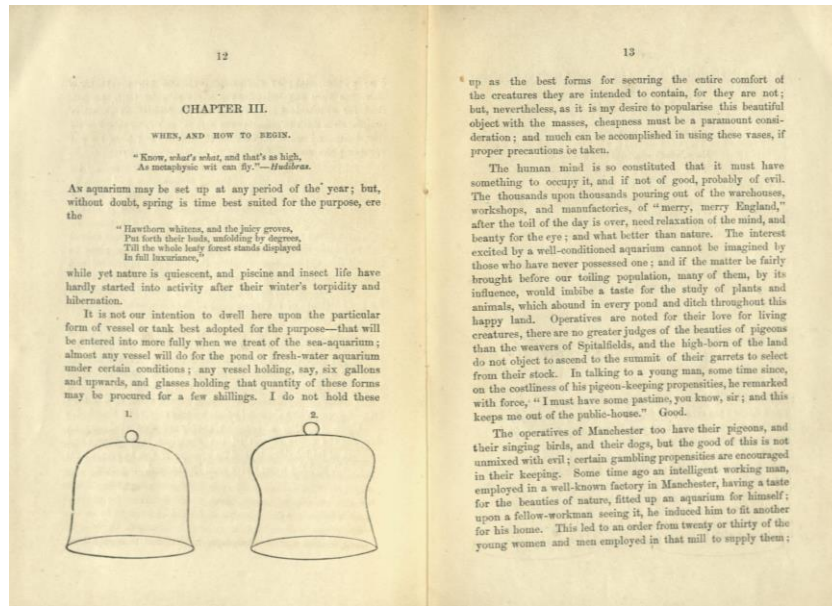 12
CHAPTER III.
WHEN, AND HOW TO BEGIN.
“ Know, what's what, and that's as high,
As metaphysic wit can fly.”—Hudibras.
AN aquarium may be set up at any period of the year; but,
without doubt, spring is time best suited for the purpose, ere
the
“ Hawthorn whitens, and the juicy groves,
Put forth their buds, unfolding by degrees,
Till the whole leafy forest stands displayed
In full luxuriance,”
while yet nature is quiescent, and piscine and insect life have
hardly started into activity after their winter's torpidity and
hibernation.
It is not our intention to dwell here upon the particular
form of vessel or tank best adopted for the purpose—that will
be entered into more fully when we treat of the sea-aquarium ;
almost any vessel will do for the pond or fresh-water aquarium
under certain conditions ; any vessel holding, say, six gallons
and upwards, and glasses holding that quantity of these forms
may be procured for a few shillings. I do not hold these
1.
2.
13
up as the best forms for securing the entire comfort of
the creatures they are intended to contain, for they are not ;
but, nevertheless, as it is my desire to popularise this beautiful
object with the masses, cheapness must be a paramount consi-
deration ; and much can be accomplished in using these vases, if
proper precautions be taken.
The human mind is so constituted that it must have
something to occupy it, and if not of good, probably of evil.
The thousands upon thousands pouring out of the warehouses,
workshops, and manufactories, of “ merry, merry England,”
after the toil of the day is over, need relaxation of the mind, and
beauty for the eye ; and what better than nature. The interest
excited by a well-conditioned aquarium cannot be imagined by
those who have never possessed one ; and if the matter be fairly
brought before our toiling population, many of them, by its
influence, would imbibe a taste for the study of plants and
animals, which abound in every pond and ditch throughout this
happy land. Operatives are noted for their love for living
creatures, there are no greater judges of the beauties of pigeons
than the weavers of Spitalfields, and the high-born of the land
do not object to ascend to the summit of their garrets to select
from their stock. In talking to a young man, some time since,
on the costliness of his pigeon-keeping propensities, he remarked
with force, “ I must have some pastime, you know, sir ; and this
keeps me out of the public-house.” Good.
The operatives of Manchester too have their pigeons, and
their singing birds, and their dogs, but the good of this is not
unmixed with evil ; certain gambling propensities are encouraged
in their keeping. Some time ago an intelligent working man,
employed in a well-known factory in Manchester, having a taste
for the beauties of nature, fitted up an aquarium for himself ;
upon a fellow-workman seeing it, he induced him to fit another
for his home. This led to an order from twenty or thirty of the
young women and men employed in that mill to supply them ;